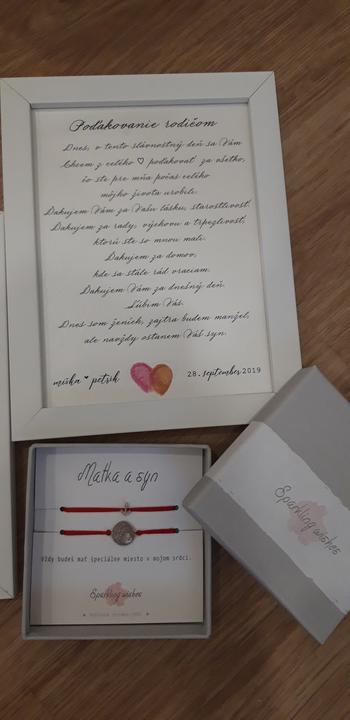 Poďakovanie rodičom
Dnes, v tento slávnostný deň sa Vám
Chcem z celého ♡ poďakovať za všetko,
čo ste pre mňa počas celého
môjho života urobili.
Ďakujem Vám za Vašu lásku, starostlivosť.
Ďakujem za rady, výchovu a trpezlivosť,
ktorú ste so mnou mali.
Ďakujem za domov,
kde sa stále rád vraciam.
Ďakujem Vám za dnešný deň.
Ľúbim Vás.
Dnes som ženích, zajtra budem manžel,
ale navždy ostanem Váš syn.
miška ♥ petrík
28.september2019
Matka a syn
Vždy budeš mať špeciálne miesto v mojom srdci.
Sparkling wishes
Sparkling wishes